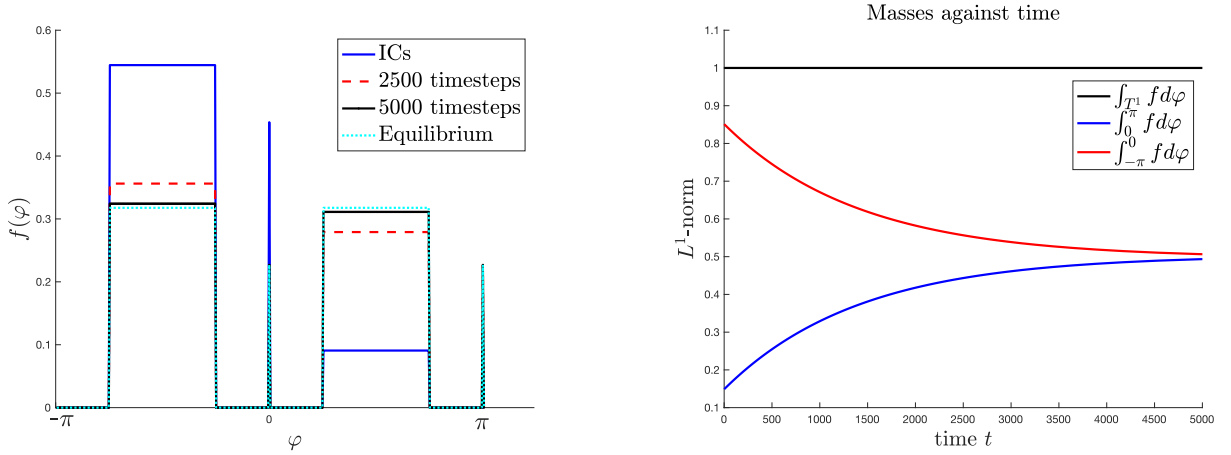 0.6
0.5
0.4
0.3
0.2
0.1
0
f(φ)
-π
0
π
φ
ICs
2500 timesteps
5000 timesteps
Equilibrium
Masses against time
1.1
1
0.9
0.8
0.7
0.6
0.5
0.4
0.3
0.2
0.1
L¹-norm
0 500 1000 1500 2000 2500 3000 3500 4000 4500 5000
time t
∫_{T¹} fdφ
∫_0^π fdφ
∫_{-π}^0 fdφ